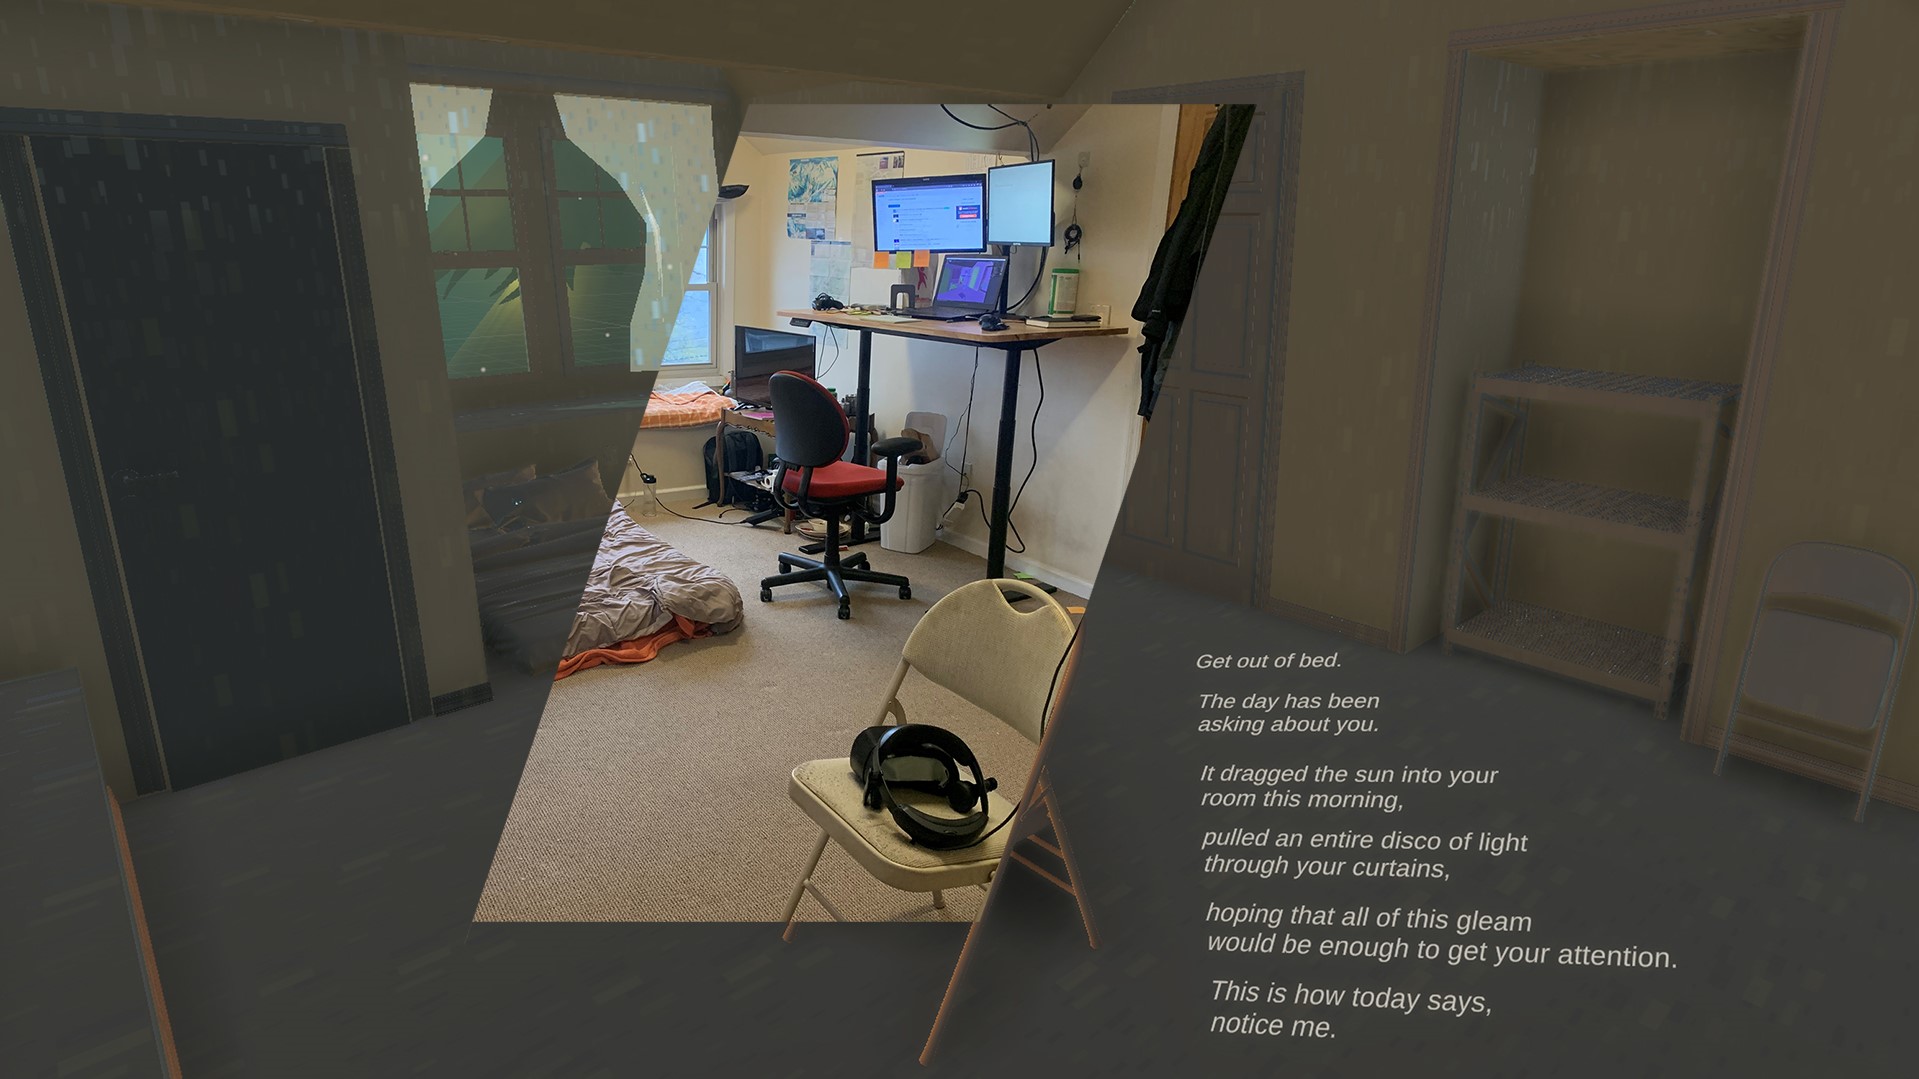 Get out of bed.
The day has been
asking about you.
It dragged the sun into your
room this morning,
pulled an entire disco of light
through your curtains,
hoping that all of this gleam
would be enough to get your attention.
This is how today says,
notice me.